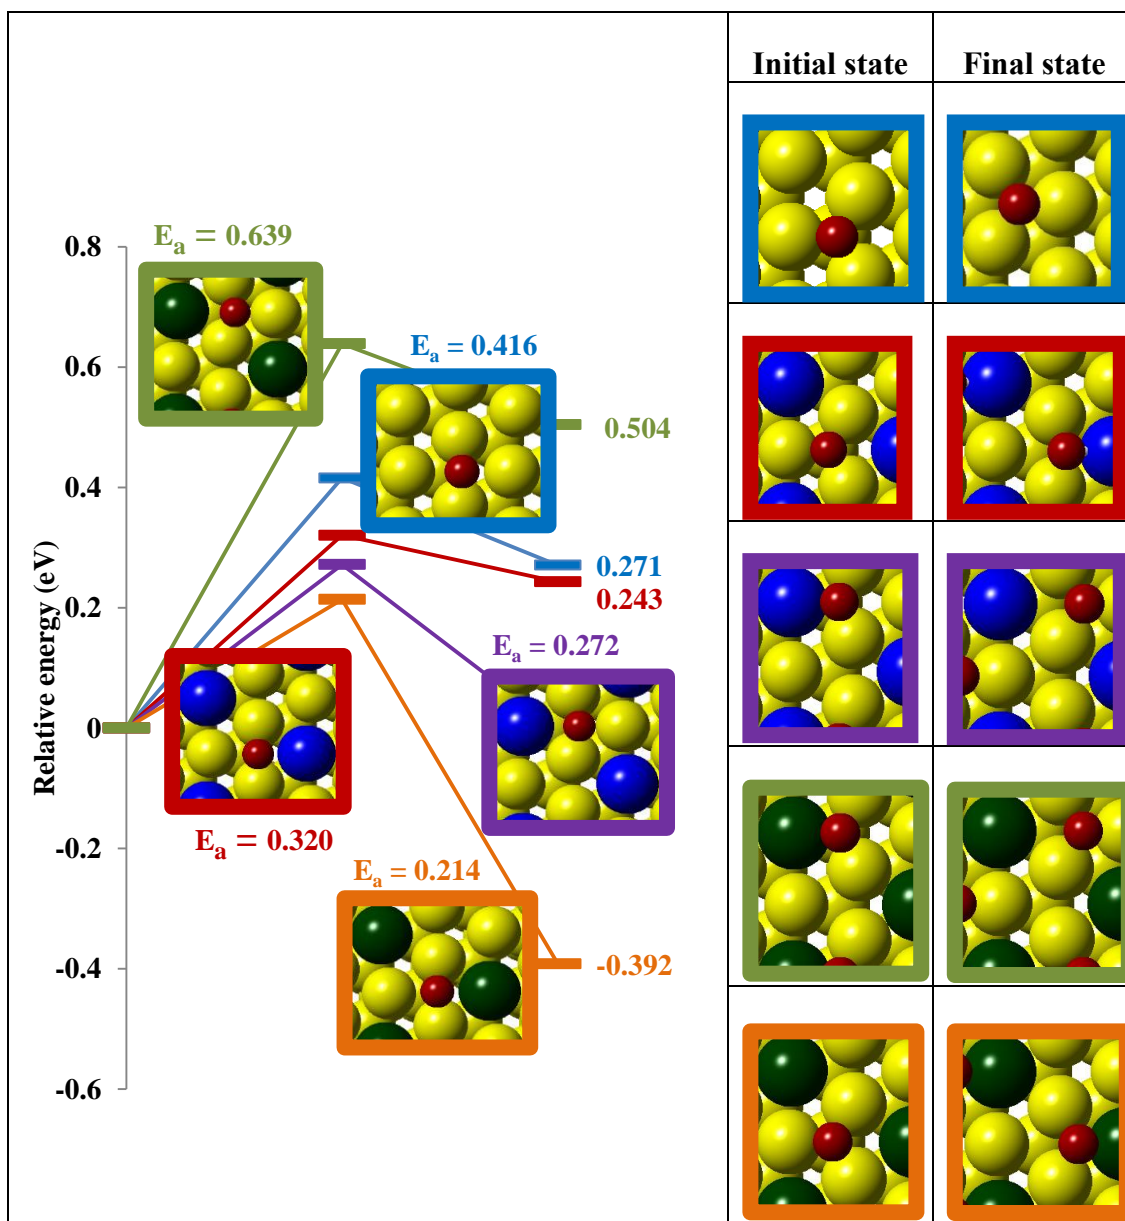 Initial state
Final state
Eₐ = 0.639
0.8
Eₐ = 0.416
0.6
0.504
0.4
0.271
0.243
0.2
Eₐ = 0.272
Relative energy (eV)
0
Eₐ = 0.320
-0.2
Eₐ = 0.214
-0.4
-0.392
-0.6